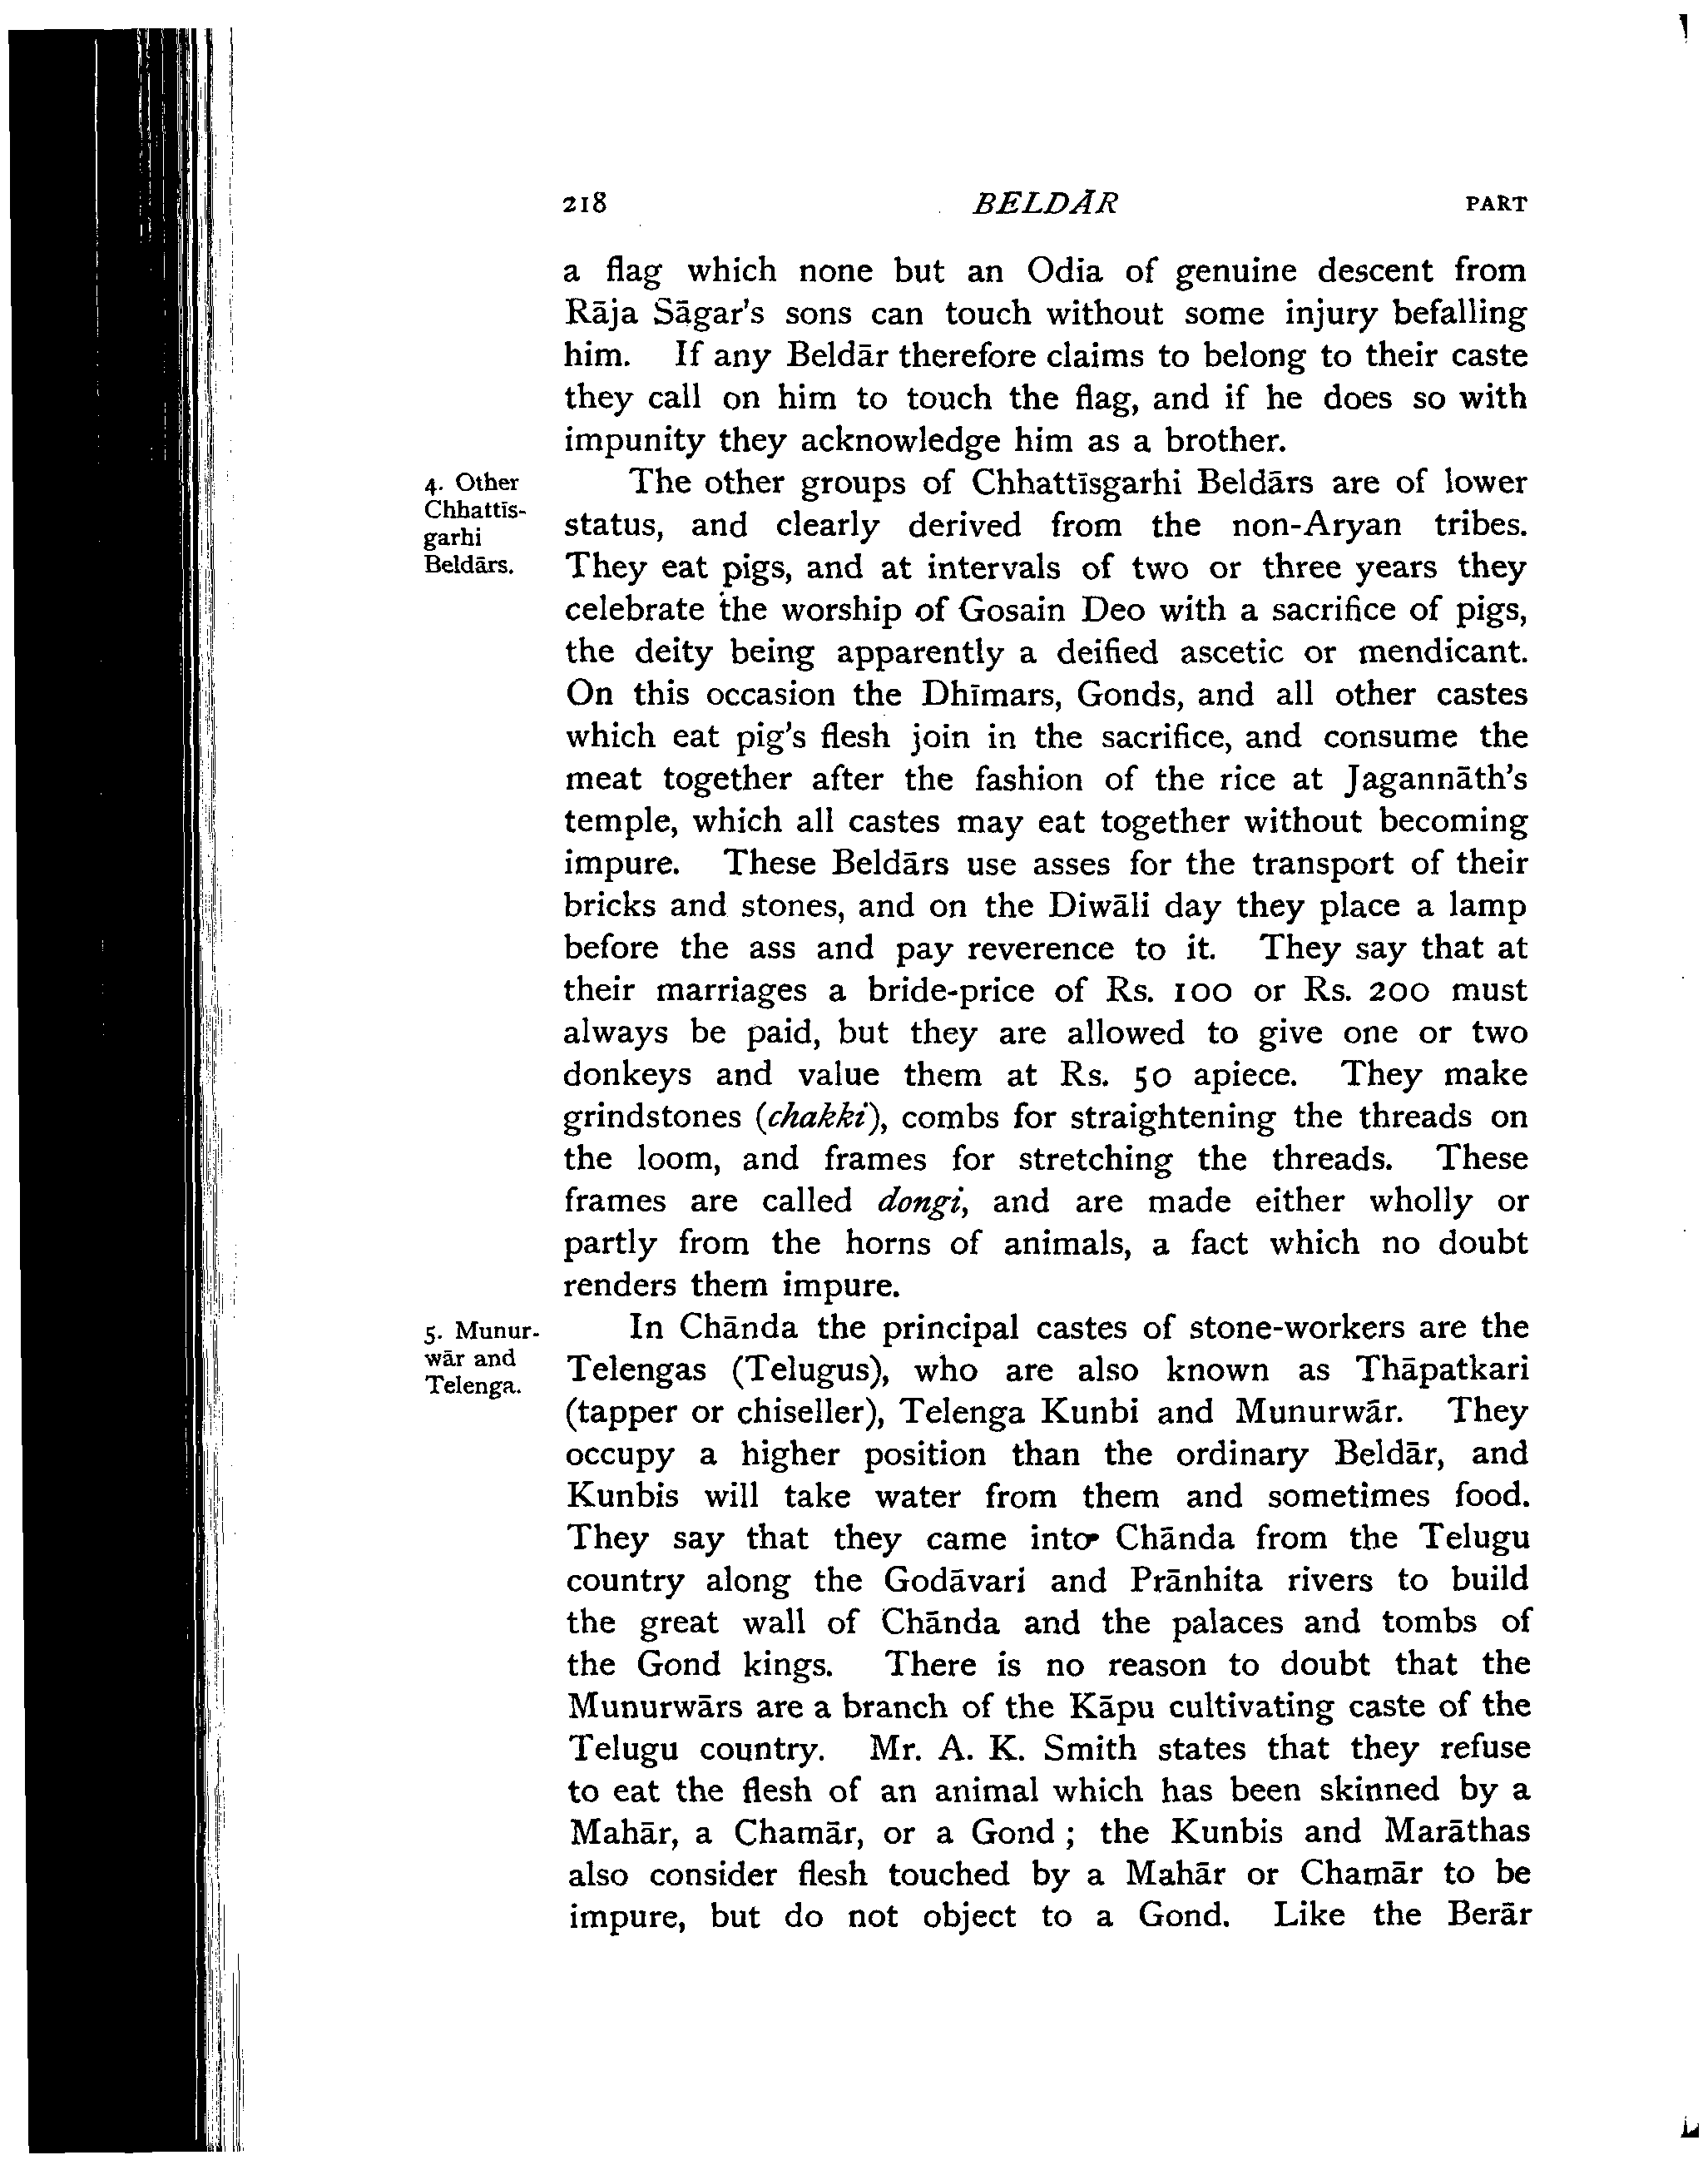 218 BELDĀR PART
a flag which none but an Odia of genuine descent from
Rāja Sāgar's sons can touch without some injury befalling
him. If any Beldār therefore claims to belong to their caste
they call on him to touch the flag, and if he does so with
impunity they acknowledge him as a brother.
4. Other
Chhattīs-
garhi
Beldārs.
The other groups of Chhattīsgarhi Beldārs are of lower
status, and clearly derived from the non-Aryan tribes.
They eat pigs, and at intervals of two or three years they
celebrate the worship of Gosain Deo with a sacrifice of pigs,
the deity being apparently a deified ascetic or mendicant.
On this occasion the Dhīmars, Gonds, and all other castes
which eat pig's flesh join in the sacrifice, and consume the
meat together after the fashion of the rice at Jagannāth's
temple, which all castes may eat together without becoming
impure. These Beldārs use asses for the transport of their
bricks and stones, and on the Diwāli day they place a lamp
before the ass and pay reverence to it. They say that at
their marriages a bride-price of Rs. 100 or Rs. 200 must
always be paid, but they are allowed to give one or two
donkeys and value them at Rs. 50 apiece. They make
grindstones (chakki), combs for straightening the threads on
the loom, and frames for stretching the threads. These
frames are called dongi, and are made either wholly or
partly from the horns of animals, a fact which no doubt
renders them impure.
5. Munur-
wār and
Telenga.
In Chānda the principal castes of stone-workers are the
Telengas (Telugus), who are also known as Thāpatkari
(tapper or chiseller), Telenga Kunbi and Munurwār. They
occupy a higher position than the ordinary Beldār, and
Kunbis will take water from them and sometimes food.
They say that they came into Chānda from the Telugu
country along the Godāvari and Prānhita rivers to build
the great wall of Chānda and the palaces and tombs of
the Gond kings. There is no reason to doubt that the
Munurwārs are a branch of the Kāpu cultivating caste of the
Telugu country. Mr. A. K. Smith states that they refuse
to eat the flesh of an animal which has been skinned by a
Mahār, a Chamār, or a Gond; the Kunbis and Marāthas
also consider flesh touched by a Mahār or Chamār to be
impure, but do not object to a Gond. Like the Berār